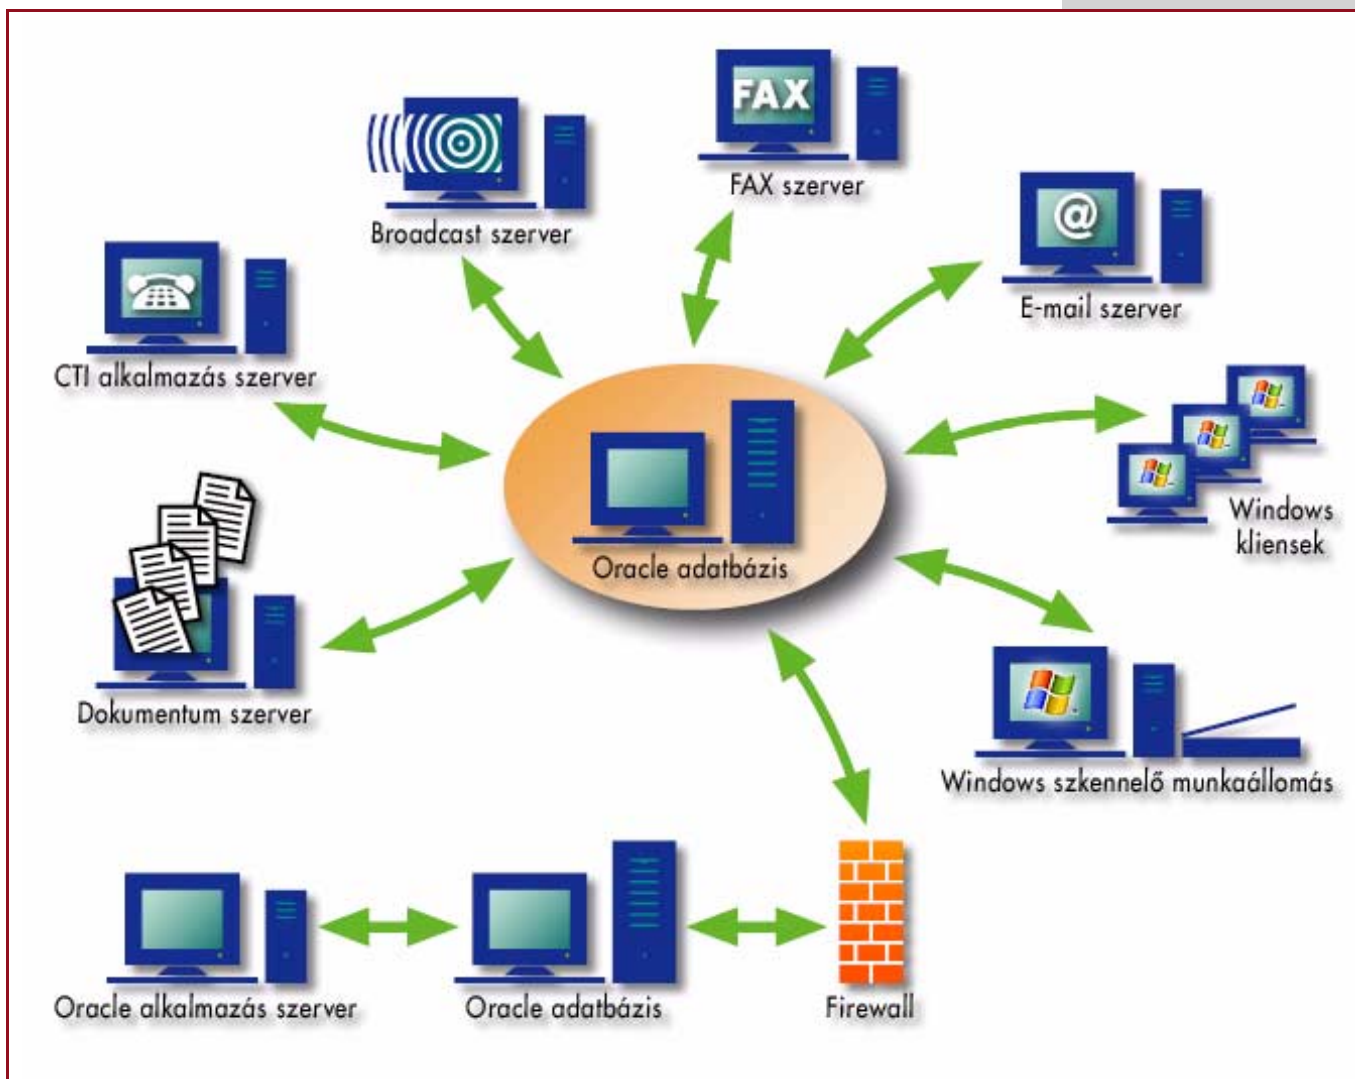 FAX
FAX szerver
Broadcast szerver
@
E-mail szerver
CTI alkalmazás szerver
Windows
kliensek
Oracle adatbázis
Dokumentum szerver
Windows szkennelő munkaállomás
Oracle alkalmazás szerver
Oracle adatbázis
Firewall